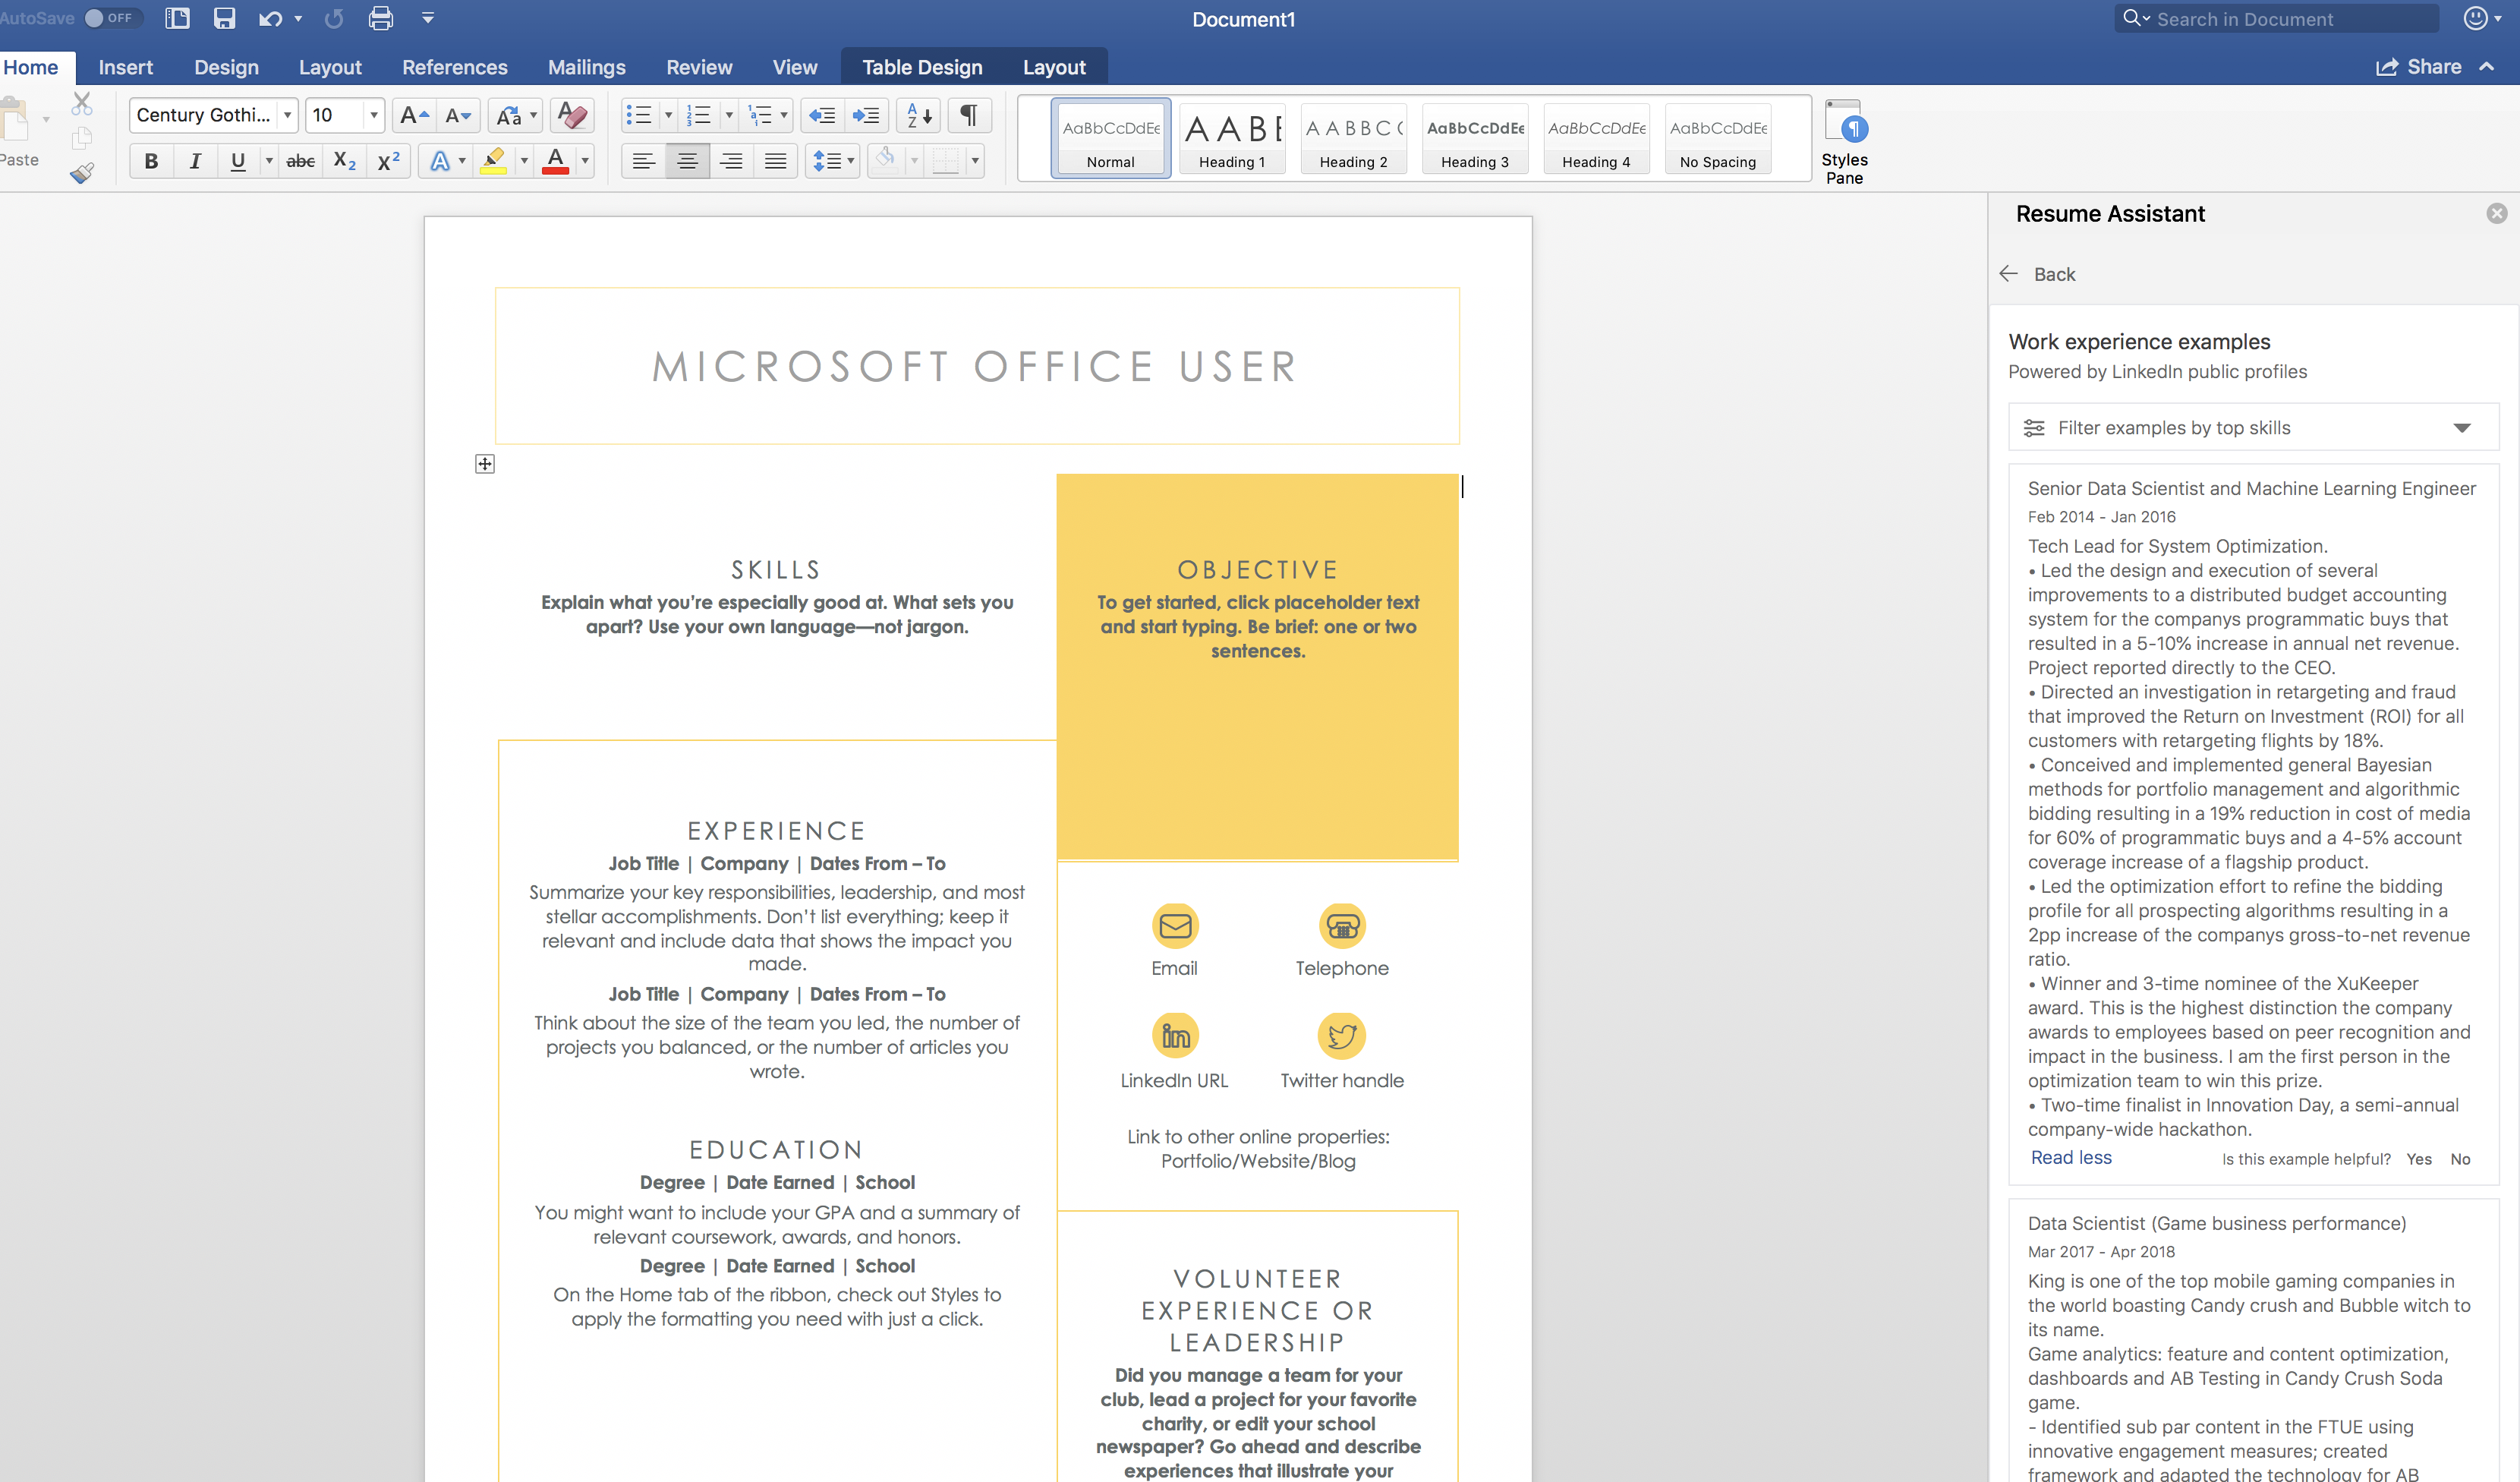 AutoSave OFF
Document1
Search in Document
Home Insert Design Layout References Mailings Review View Table Design Layout
Share
Paste
Century Gothi...
10
A A Aa A
B I U abc X2 X2 A A
AaBbCcDdEe
Normal
AABE
Heading 1
AABBCC
Heading 2
AaBbCcDdEe
Heading 3
AaBbCcDdEe
Heading 4
AaBbCcDdEe
No Spacing
Styles
Pane
MICROSOFT OFFICE USER
SKILLS
Explain what you're especially good at. What sets you
apart? Use your own language—not jargon.
OBJECTIVE
To get started, click placeholder text
and start typing. Be brief: one or two
sentences.
EXPERIENCE
Job Title | Company | Dates From – To
Summarize your key responsibilities, leadership, and most
stellar accomplishments. Don't list everything; keep it
relevant and include data that shows the impact you
made.
Job Title | Company | Dates From – To
Think about the size of the team you led, the number of
projects you balanced, or the number of articles you
wrote.
EDUCATION
Degree | Date Earned | School
You might want to include your GPA and a summary of
relevant coursework, awards, and honors.
Degree | Date Earned | School
On the Home tab of the ribbon, check out Styles to
apply the formatting you need with just a click.
Email
Telephone
in
LinkedIn URL
Twitter handle
Link to other online properties:
Portfolio/Website/Blog
VOLUNTEER
EXPERIENCE OR
LEADERSHIP
Did you manage a team for your
club, lead a project for your favorite
charity, or edit your school
newspaper? Go ahead and describe
experiences that illustrate your
Resume Assistant
Back
Work experience examples
Powered by LinkedIn public profiles
Filter examples by top skills
Senior Data Scientist and Machine Learning Engineer
Feb 2014 - Jan 2016
Tech Lead for System Optimization.
• Led the design and execution of several
improvements to a distributed budget accounting
system for the companys programmatic buys that
resulted in a 5-10% increase in annual net revenue.
Project reported directly to the CEO.
• Directed an investigation in retargeting and fraud
that improved the Return on Investment (ROI) for all
customers with retargeting flights by 18%.
• Conceived and implemented general Bayesian
methods for portfolio management and algorithmic
bidding resulting in a 19% reduction in cost of media
for 60% of programmatic buys and a 4-5% account
coverage increase of a flagship product.
• Led the optimization effort to refine the bidding
profile for all prospecting algorithms resulting in a
2pp increase of the companys gross-to-net revenue
ratio.
• Winner and 3-time nominee of the XuKeeper
award. This is the highest distinction the company
awards to employees based on peer recognition and
impact in the business. I am the first person in the
optimization team to win this prize.
• Two-time finalist in Innovation Day, a semi-annual
company-wide hackathon.
Read less
Is this example helpful? Yes No
Data Scientist (Game business performance)
Mar 2017 - Apr 2018
King is one of the top mobile gaming companies in
the world boasting Candy crush and Bubble witch to
its name.
Game analytics: feature and content optimization,
dashboards and AB Testing in Candy Crush Soda
game.
- Identified sub par content in the FTUE using
innovative engagement measures; created
framework and adapted the technology for AB